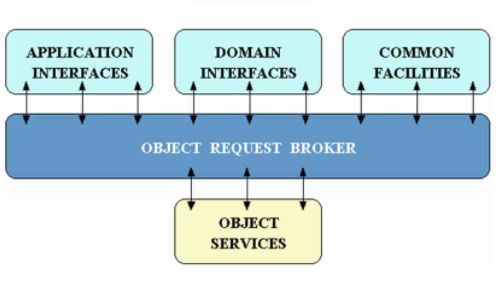 APPLICATION
INTERFACES
DOMAIN
INTERFACES
COMMON
FACILITIES
OBJECT REQUEST BROKER
OBJECT
SERVICES